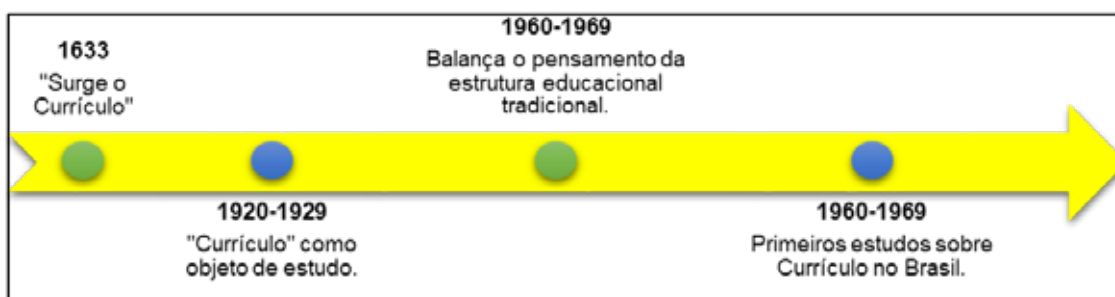 1633
"Surge o
Currículo"
1920-1929
"Currículo" como
objeto de estudo.
1960-1969
Balança o pensamento da
estrutura educacional
tradicional.
1960-1969
Primeiros estudos sobre
Currículo no Brasil.